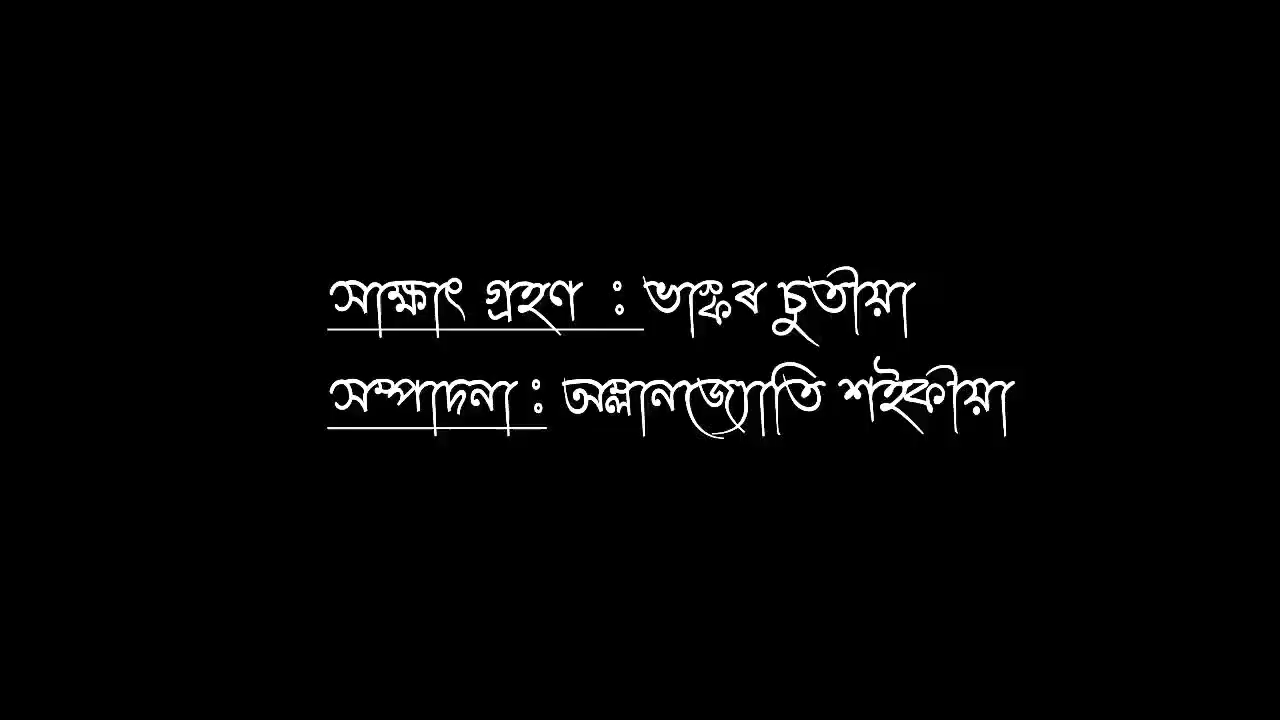 সাক্ষাৎ গ্ৰহণ : ভাস্কৰ চুতীয়া
সম্পাদনা : অম্লানজ্যোতি শইকীয়া